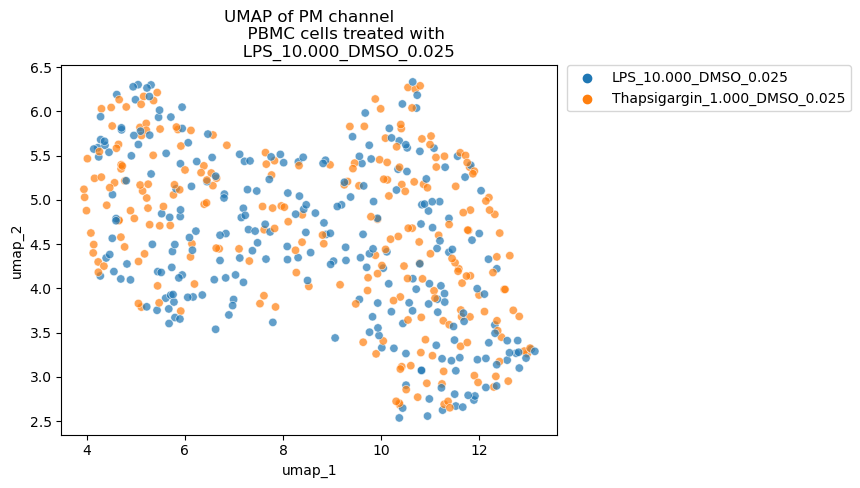 UMAP of PM channel
PBMC cells treated with
LPS_10.000_DMSO_0.025
LPS_10.000_DMSO_0.025
Thapsigargin_1.000_DMSO_0.025
6.5
6.0
5.5
5.0
4.5
4.0
3.5
3.0
2.5
umap_2
4 6 8 10 12
umap_1